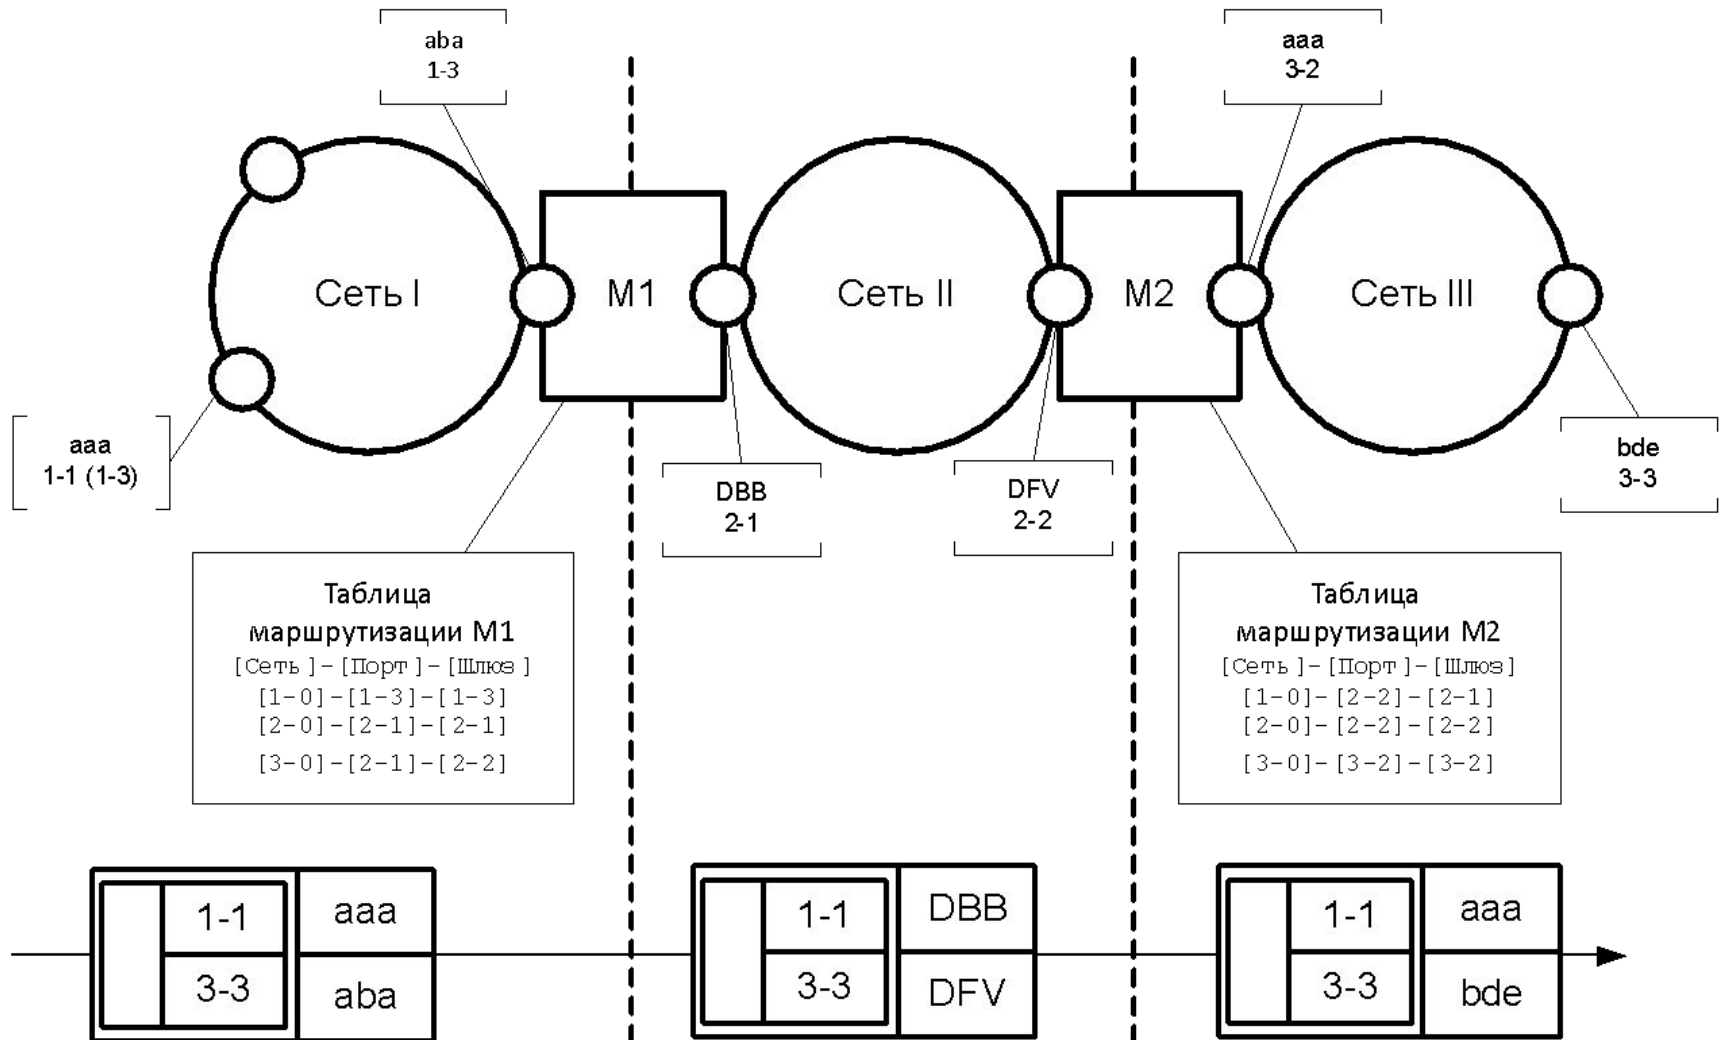 aba
1-3
aaa
3-2
Сеть I
M1
Сеть II
M2
Сеть III
aaa
1-1 (1-3)
DBB
2-1
DFV
2-2
bde
3-3
Таблица
маршрутизации M1
[Сеть]-[Порт]-[Шлюз]
[1-0]-[1-3]-[1-3]
[2-0]-[2-1]-[2-1]
[3-0]-[2-1]-[2-2]
Таблица
маршрутизации M2
[Сеть]-[Порт]-[Шлюз]
[1-0]-[2-2]-[2-1]
[2-0]-[2-2]-[2-2]
[3-0]-[3-2]-[3-2]
1-1
aaa
3-3
aba
1-1
DBB
3-3
DFV
1-1
aaa
3-3
bde